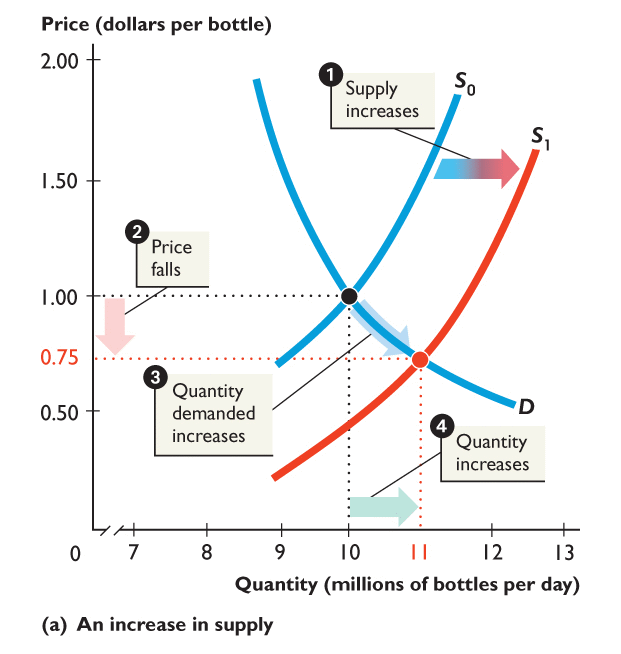 Price (dollars per bottle)
2.00
1
Supply
increases
S₀
S₁
1.50
2
Price
falls
1.00
0.75
3
Quantity
demanded
increases
0.50
D
4
Quantity
increases
0 7 8 9 10 11 12 13
Quantity (millions of bottles per day)
(a) An increase in supply